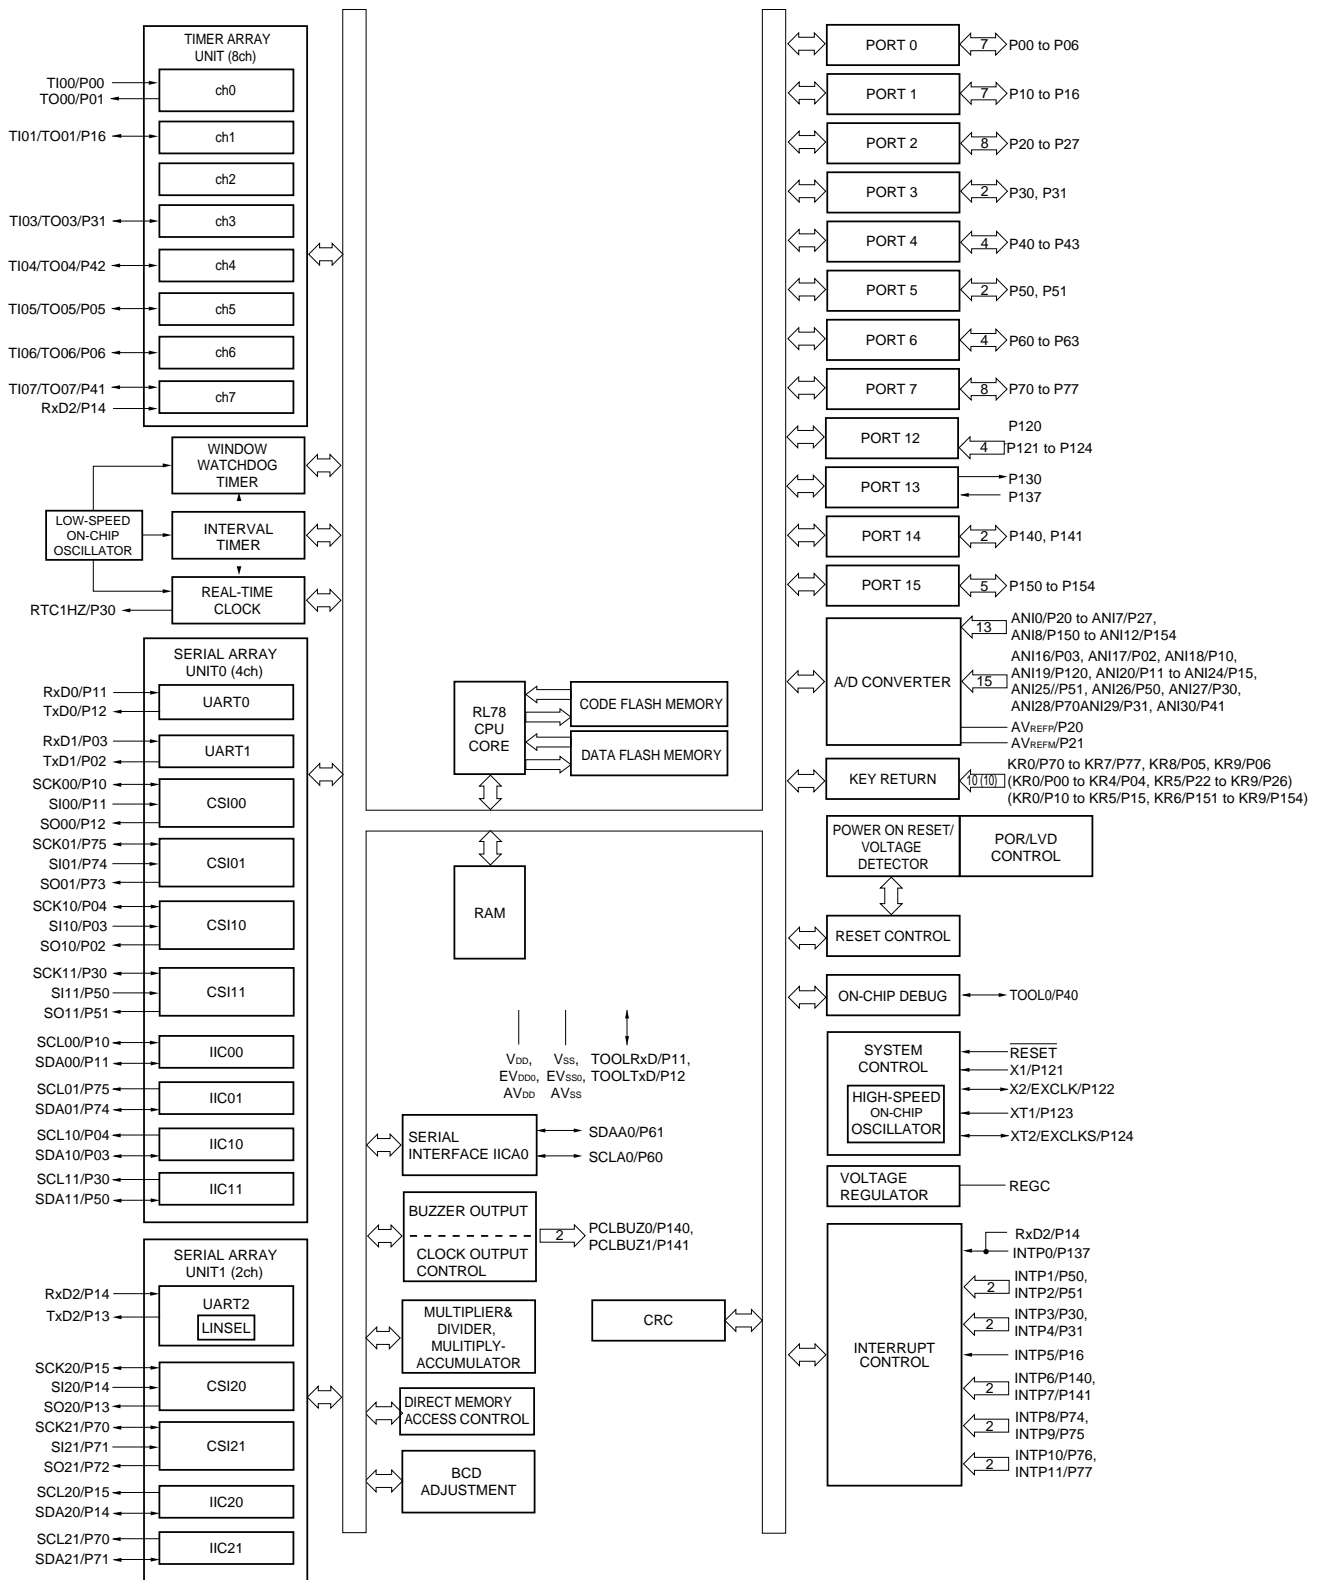 TIMER ARRAY
UNIT (8ch)
TI00/P00
TO00/P01
ch0
TI01/TO01/P16
ch1
ch2
TI03/TO03/P31
ch3
TI04/TO04/P42
ch4
TI05/TO05/P05
ch5
TI06/TO06/P06
ch6
TI07/TO07/P41
RxD2/P14
ch7
WINDOW
WATCHDOG
TIMER
LOW-SPEED
ON-CHIP
OSCILLATOR
INTERVAL
TIMER
REAL-TIME
CLOCK
RTC1HZ/P30
SERIAL ARRAY
UNIT0 (4ch)
RxD0/P11
TxD0/P12
UART0
RxD1/P03
TxD1/P02
UART1
SCK00/P10
SI00/P11
SO00/P12
CSI00
SCK01/P75
SI01/P74
SO01/P73
CSI01
SCK10/P04
SI10/P03
SO10/P02
CSI10
SCK11/P30
SI11/P50
SO11/P51
CSI11
SCL00/P10
SDA00/P11
IIC00
SCL01/P75
SDA01/P74
IIC01
SCL10/P04
SDA10/P03
IIC10
SCL11/P30
SDA11/P50
IIC11
SERIAL ARRAY
UNIT1 (2ch)
RxD2/P14
TxD2/P13
UART2
LINSEL
SCK20/P15
SI20/P14
SO20/P13
CSI20
SCK21/P70
SI21/P71
SO21/P72
CSI21
SCL20/P15
SDA20/P14
IIC20
SCL21/P70
SDA21/P71
IIC21
RL78
CPU
CORE
CODE FLASH MEMORY
DATA FLASH MEMORY
RAM
VDD,
EVDD0,
AVDD
VSS,
EVSS0,
AVSS
TOOLRxD/P11,
TOOLTxD/P12
SERIAL
INTERFACE IICA0
SDAA0/P61
SCLA0/P60
BUZZER OUTPUT
CLOCK OUTPUT
CONTROL
2
PCLBUZ0/P140,
PCLBUZ1/P141
MULTIPLIER&
DIVIDER,
MULITIPLY-
ACCUMULATOR
DIRECT MEMORY
ACCESS CONTROL
BCD
ADJUSTMENT
CRC
PORT 0
7
P00 to P06
PORT 1
7
P10 to P16
PORT 2
8
P20 to P27
PORT 3
2
P30, P31
PORT 4
4
P40 to P43
PORT 5
2
P50, P51
PORT 6
4
P60 to P63
PORT 7
8
P70 to P77
PORT 12
P120
4
P121 to P124
PORT 13
P130
P137
PORT 14
2
P140, P141
PORT 15
5
P150 to P154
A/D CONVERTER
13
ANI0/P20 to ANI7/P27,
ANI8/P150 to ANI12/P154
15
ANI16/P03, ANI17/P02, ANI18/P10,
ANI19/P120, ANI20/P11 to ANI24/P15,
ANI25//P51, ANI26/P50, ANI27/P30,
ANI28/P70ANI29/P31, ANI30/P41
AVREFP/P20
AVREFM/P21
KEY RETURN
10 (10)
KR0/P70 to KR7/P77, KR8/P05, KR9/P06
(KR0/P00 to KR4/P04, KR5/P22 to KR9/P26)
(KR0/P10 to KR5/P15, KR6/P151 to KR9/P154)
POWER ON RESET/
VOLTAGE
DETECTOR
POR/LVD
CONTROL
RESET CONTROL
ON-CHIP DEBUG
TOOL0/P40
SYSTEM
CONTROL
HIGH-SPEED
ON-CHIP
OSCILLATOR
RESET
X1/P121
X2/EXCLK/P122
XT1/P123
XT2/EXCLKS/P124
VOLTAGE
REGULATOR
REGC
INTERRUPT
CONTROL
RxD2/P14
INTP0/P137
2
INTP1/P50,
INTP2/P51
2
INTP3/P30,
INTP4/P31
INTP5/P16
2
INTP6/P140,
INTP7/P141
2
INTP8/P74,
INTP9/P75
2
INTP10/P76,
INTP11/P77